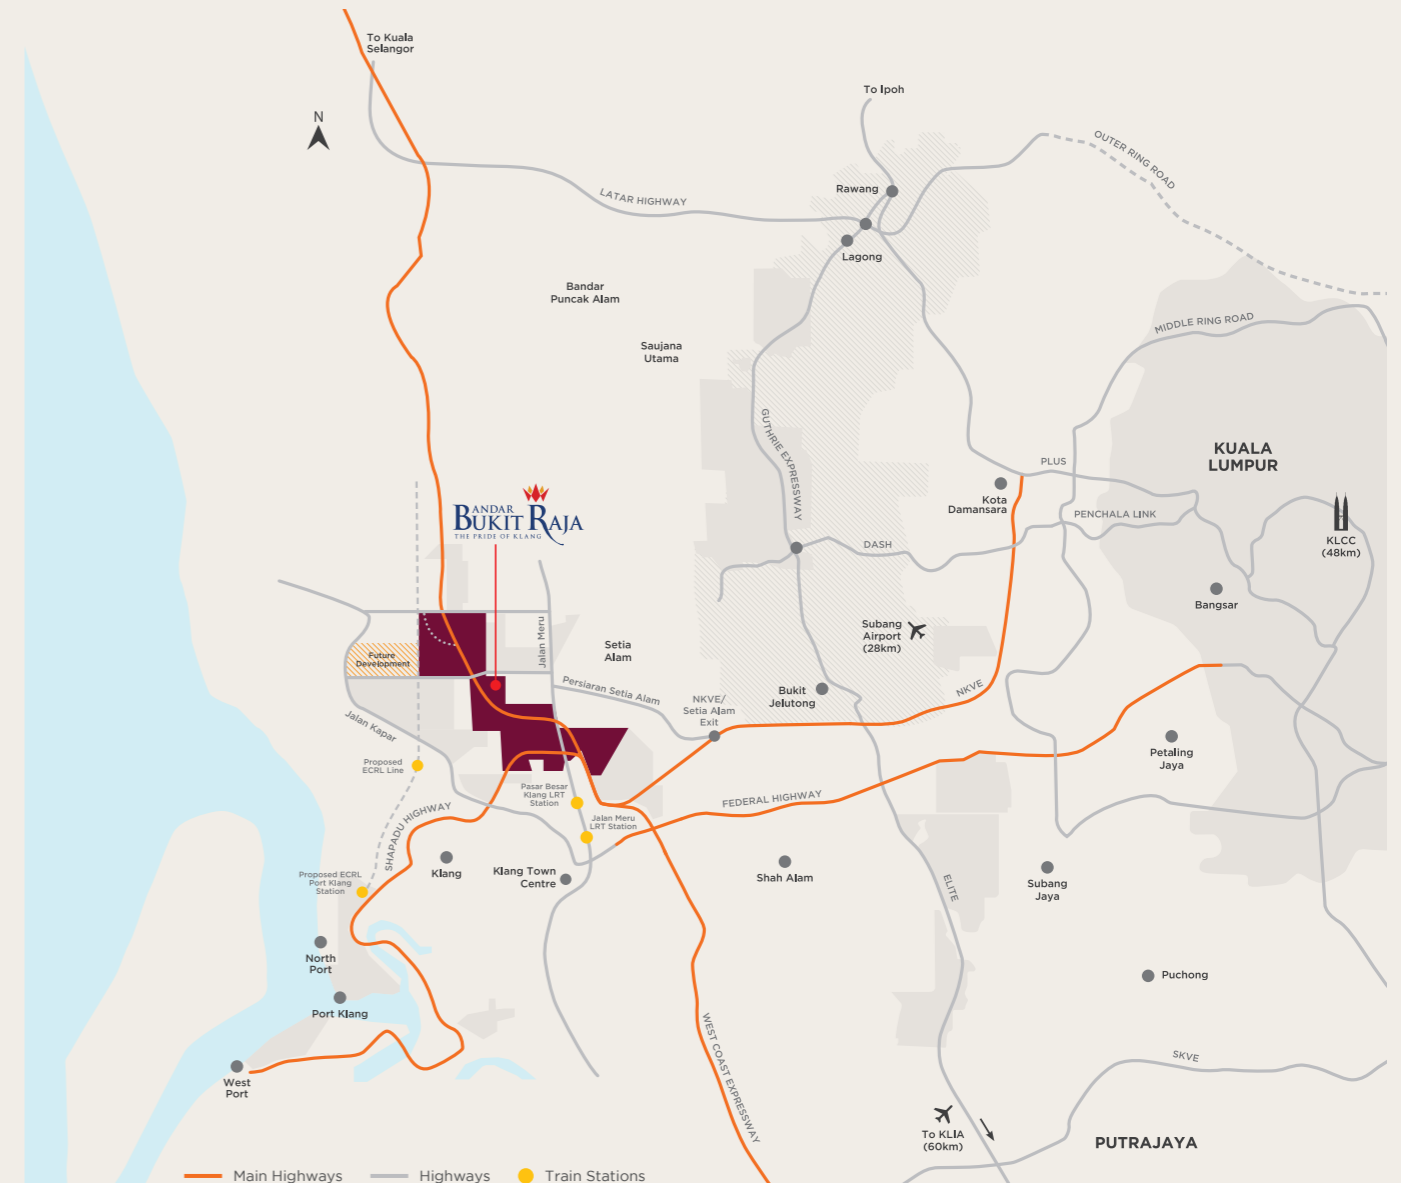 To Kuala
Selangor
To Ipoh
N
OUTER RING ROAD
Rawang
LATAR HIGHWAY
Lagong
Bandar
Puncak Alam
MIDDLE RING ROAD
Saujana
Utama
GUTHRIE EXPRESSWAY
KUALA
LUMPUR
PLUS
Kota
Damansara
BANDAR
BUKIT RAJA
THE PRIDE OF KLANG
PENCHALA LINK
DASH
KLCC
(48km)
Bangsar
Subang
Airport
(28km)
Jalan Meru
Setia
Alam
Future
Development
Persiaran Setia Alam
NKVE/
Setia Alam
Exit
Bukit
Jelutong
NKVE
Jalan Kapar
Petaling
Jaya
Proposed
ECRL Line
Pasar Besar
Klang LRT
Station
FEDERAL HIGHWAY
SHAPADU HIGHWAY
Jalan Meru
LRT Station
Klang
Klang Town
Centre
Proposed ECRL
Port Klang
Station
Shah Alam
ELITE
Subang
Jaya
North
Port
Puchong
Port Klang
WEST COAST EXPRESSWAY
SKVE
West
Port
To KLIA
(60km)
PUTRAJAYA
Main Highways
Highways
Train Stations